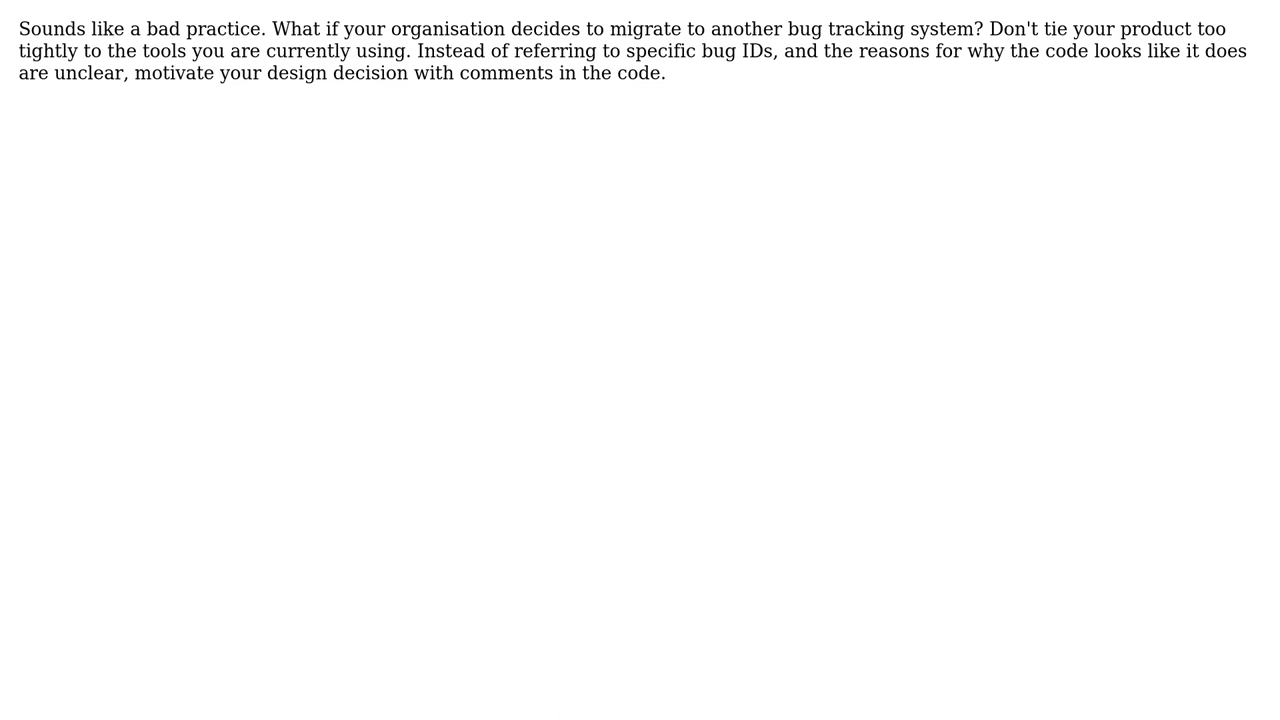 Sounds like a bad practice. What if your organisation decides to migrate to another bug tracking system? Don't tie your product too
tightly to the tools you are currently using. Instead of referring to specific bug IDs, and the reasons for why the code looks like it does
are unclear, motivate your design decision with comments in the code.